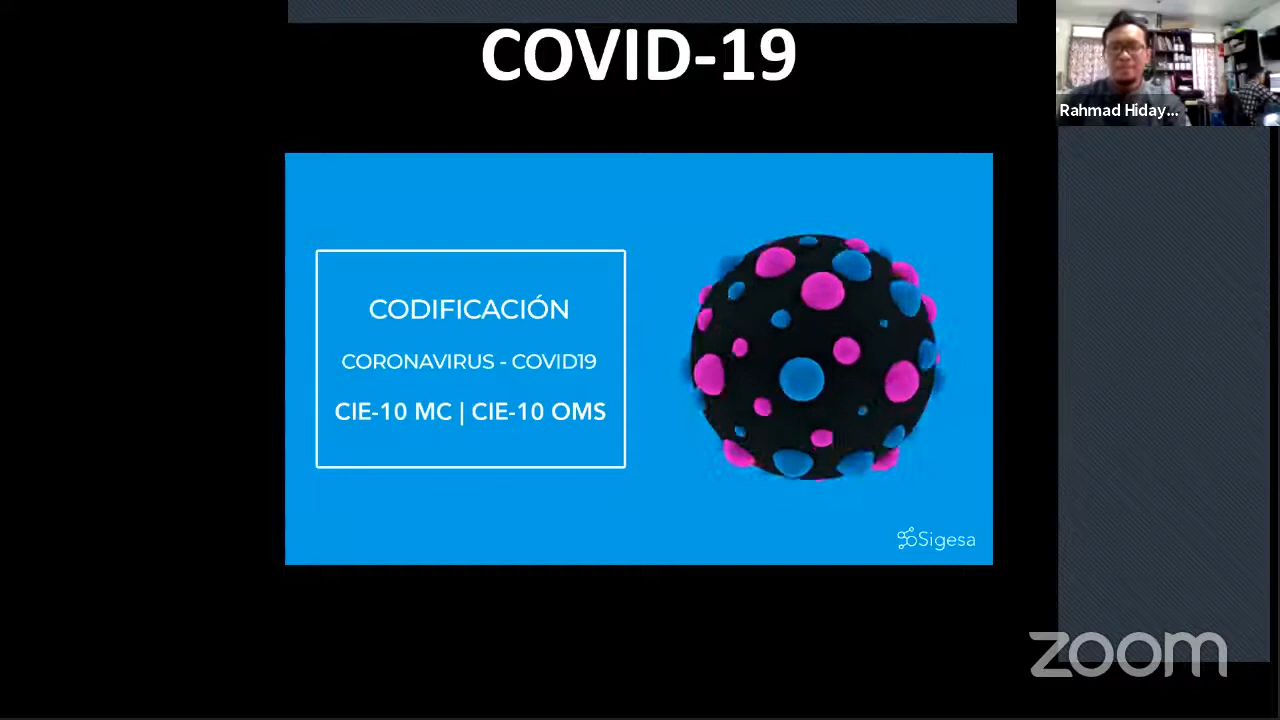 COVID-19
Rahmad Hiday...
CODIFICACIÓN
CORONAVIRUS - COVID19
CIE-10 MC | CIE-10 OMS
Sigesa
zoom